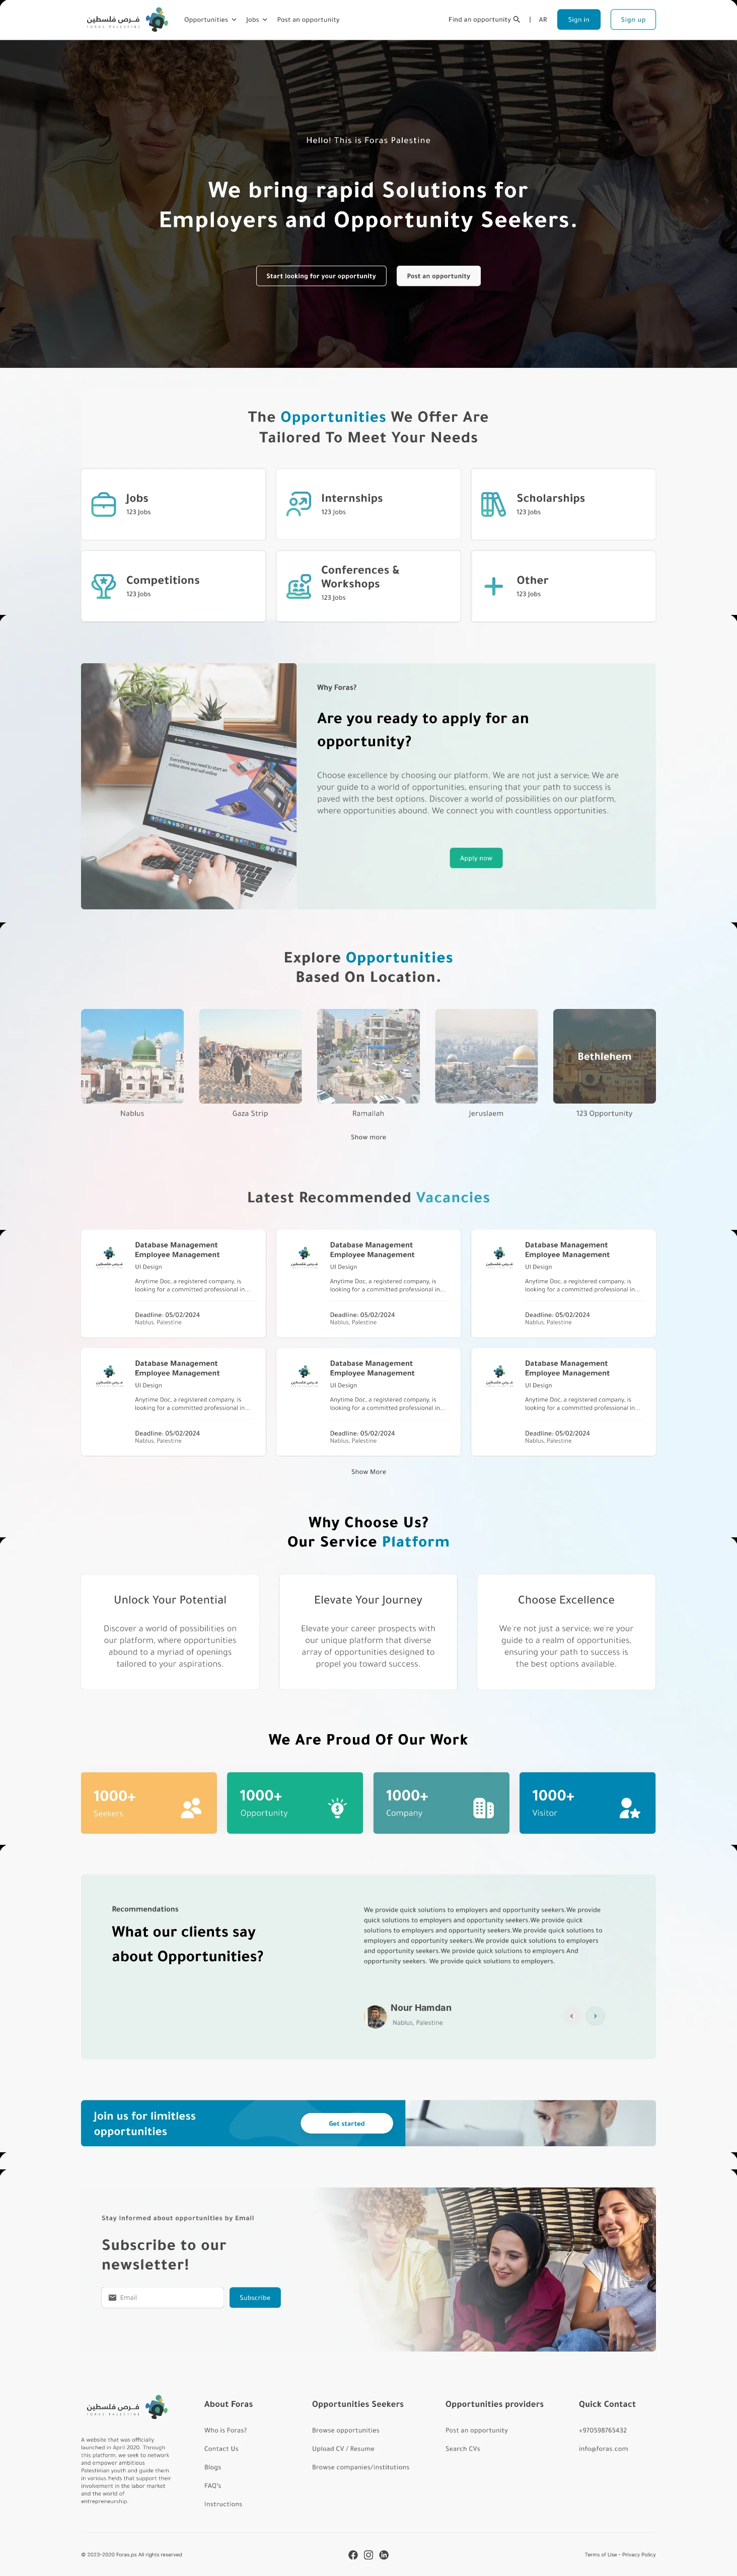 فــرص فلسطين
FORAS PALESTINE
Opportunities
Jobs
Post an opportunity
Find an opportunity
|
AR
Sign in
Sign up
Hello! This is Foras Palestine
We bring rapid Solutions for
Employers and Opportunity Seekers.
Start looking for your opportunity
Post an opportunity
The Opportunities We Offer Are
Tailored To Meet Your Needs
Jobs
123 Jobs
Internships
123 Jobs
Scholarships
123 Jobs
Competitions
123 Jobs
Conferences &
Workshops
123 Jobs
Other
123 Jobs
Everything you need to start an
online store and sell online
Why Foras?
Are you ready to apply for an
opportunity?
Choose excellence by choosing our platform. We are not just a service; We are
your guide to a world of opportunities, ensuring that your path to success is
paved with the best options. Discover a world of possibilities on our platform,
where opportunities abound. We connect you with countless opportunities.
Apply now
Explore Opportunities
Based On Location.
Nablus
Gaza Strip
Ramallah
Jeruslaem
Bethlehem
123 Opportunity
Show more
Latest Recommended Vacancies
فــرص فلسطين
Database Management
Employee Management
UI Design
Anytime Doc, a registered company, is
looking for a committed professional in...
Deadline: 05/02/2024
Nablus, Palestine
فــرص فلسطين
Database Management
Employee Management
UI Design
Anytime Doc, a registered company, is
looking for a committed professional in...
Deadline: 05/02/2024
Nablus, Palestine
فــرص فلسطين
Database Management
Employee Management
UI Design
Anytime Doc, a registered company, is
looking for a committed professional in...
Deadline: 05/02/2024
Nablus, Palestine
فــرص فلسطين
Database Management
Employee Management
UI Design
Anytime Doc, a registered company, is
looking for a committed professional in...
Deadline: 05/02/2024
Nablus, Palestine
فــرص فلسطين
Database Management
Employee Management
UI Design
Anytime Doc, a registered company, is
looking for a committed professional in...
Deadline: 05/02/2024
Nablus, Palestine
فــرص فلسطين
Database Management
Employee Management
UI Design
Anytime Doc, a registered company, is
looking for a committed professional in...
Deadline: 05/02/2024
Nablus, Palestine
Show More
Why Choose Us?
Our Service Platform
Unlock Your Potential
Discover a world of possibilities on
our platform, where opportunities
abound to a myriad of openings
tailored to your aspirations.
Elevate Your Journey
Elevate your career prospects with
our unique platform that diverse
array of opportunities designed to
propel you toward success.
Choose Excellence
We're not just a service; we're your
guide to a realm of opportunities,
ensuring your path to success is
the best options available.
We Are Proud Of Our Work
1000+
Seekers
1000+
Opportunity
1000+
Company
1000+
Visitor
Recommendations
What our clients say
about Opportunities?
We provide quick solutions to employers and opportunity seekers.We provide
quick solutions to employers and opportunity seekers.We provide quick
solutions to employers and opportunity seekers.We provide quick solutions to
employers and opportunity seekers.We provide quick solutions to employers
and opportunity seekers.We provide quick solutions to employers And
opportunity seekers. We provide quick solutions to employers.
Nour Hamdan
Nablus, Palestine
Join us for limitless
opportunities
Get started
Stay informed about opportunities by Email
Subscribe to our
newsletter!
Email
Subscribe
فــرص فلسطين
FORAS PALESTINE
A website that was officially
launched in April 2020. Through
this platform, we seek to network
and empower ambitious
Palestinian youth and guide them
in various fields that support their
involvement in the labor market
and the world of
entrepreneurship.
About Foras
Who is Foras?
Contact Us
Blogs
FAQ's
Instructions
Opportunities Seekers
Browse opportunities
Upload CV / Resume
Browse companies/institutions
Opportunities providers
Post an opportunity
Search CVs
Quick Contact
+970598765432
info@foras.com
© 2023-2020 Foras.ps All rights reserved
Terms of Use - Privacy Policy